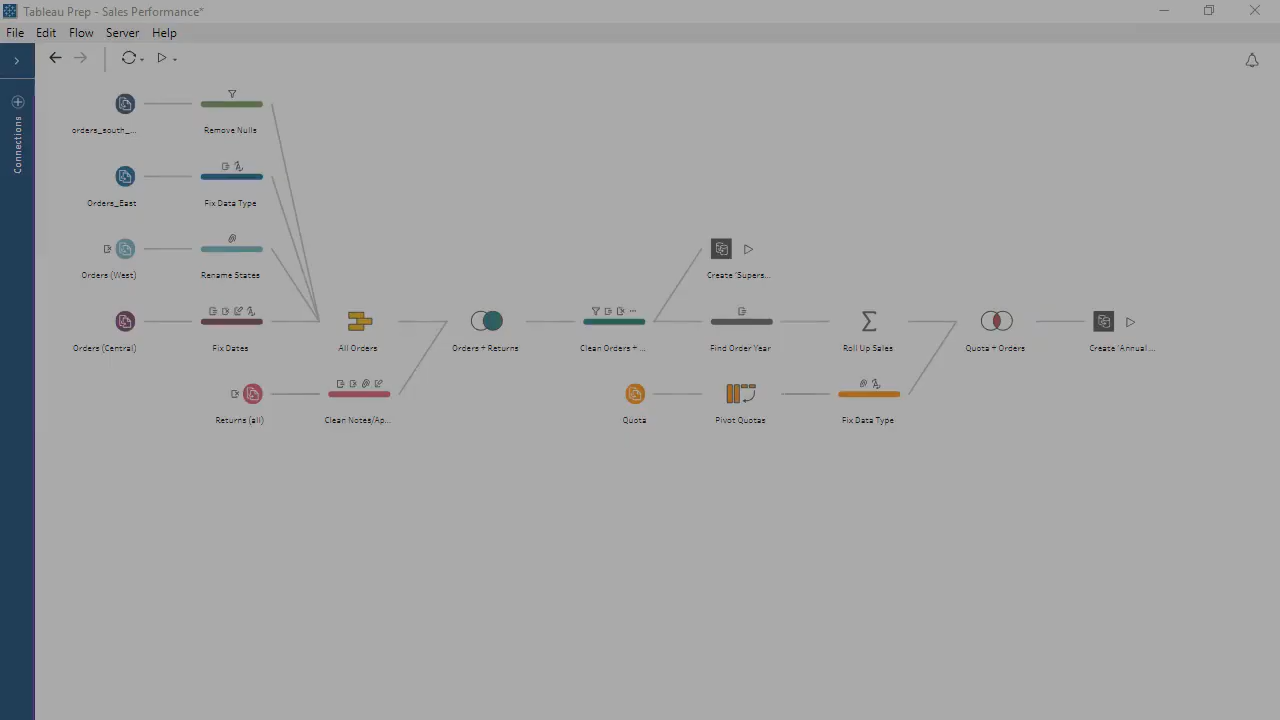 Tableau Prep - Sales Performance*
File Edit Flow Server Help
Connections
orders_south_...
Remove Nulls
Orders_East
Fix Data Type
Orders (West)
Rename States
Create 'Supers...
Orders (Central)
Fix Dates
All Orders
Orders + Returns
Clean Orders + ...
Find Order Year
Roll Up Sales
Quota + Orders
Create 'Annual ...
Returns (all)
Clean Notes/Ap...
Quota
Pivot Quotas
Fix Data Type